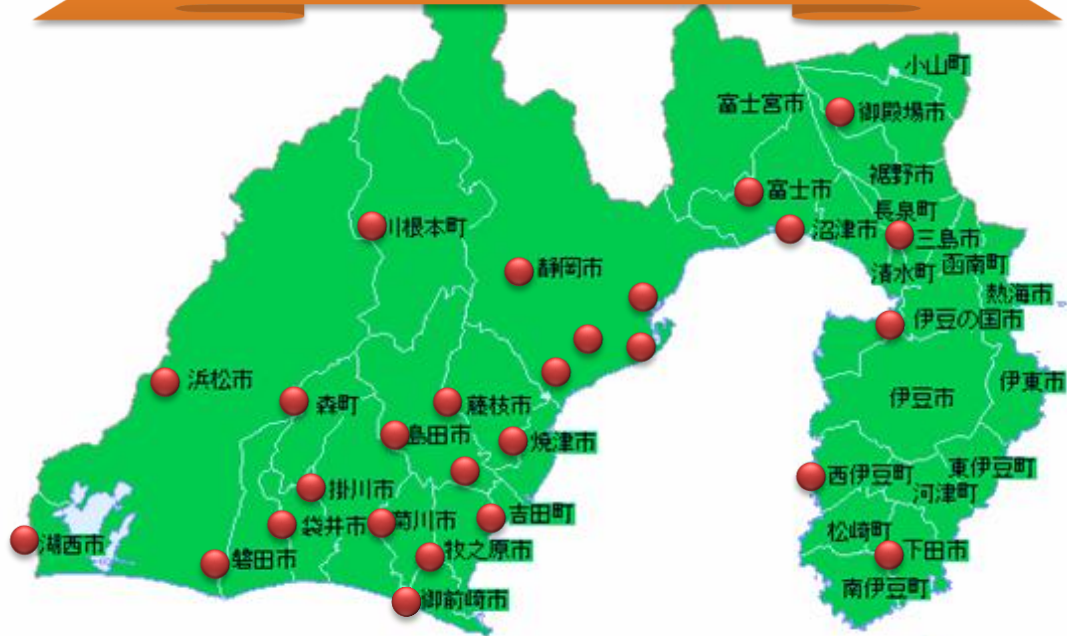 小山町
富士宮市
御殿場市
裾野市
富士市
長泉町
川根本町
沼津市
三島市
静岡市
清水町
函南町
熱海市
伊豆の国市
浜松市
伊東市
森町
藤枝市
伊豆市
島田市
焼津市
西伊豆町
東伊豆町
掛川市
河津町
袋井市
菊川市
吉田町
松崎町
湖西市
磐田市
牧之原市
下田市
御前崎市
南伊豆町